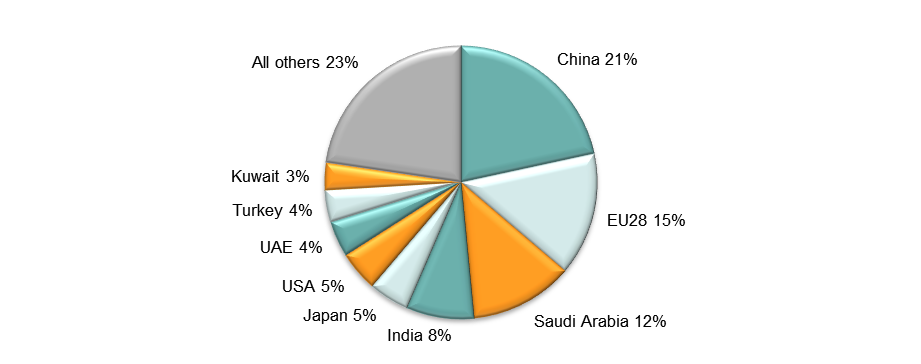 China 21%
EU28 15%
Saudi Arabia 12%
India 8%
Japan 5%
USA 5%
UAE 4%
Turkey 4%
Kuwait 3%
All others 23%